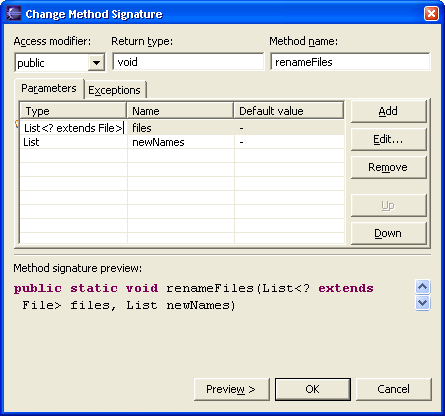 Change Method Signature
Access modifier: Return type: Method name:
public void renameFiles
Parameters Exceptions
Type Name Default value
List<? extends File> files -
List newNames -
Add
Edit...
Remove
Up
Down
Method signature preview:
public static void renameFiles(List<? extends
File> files, List newNames)
Preview > OK Cancel